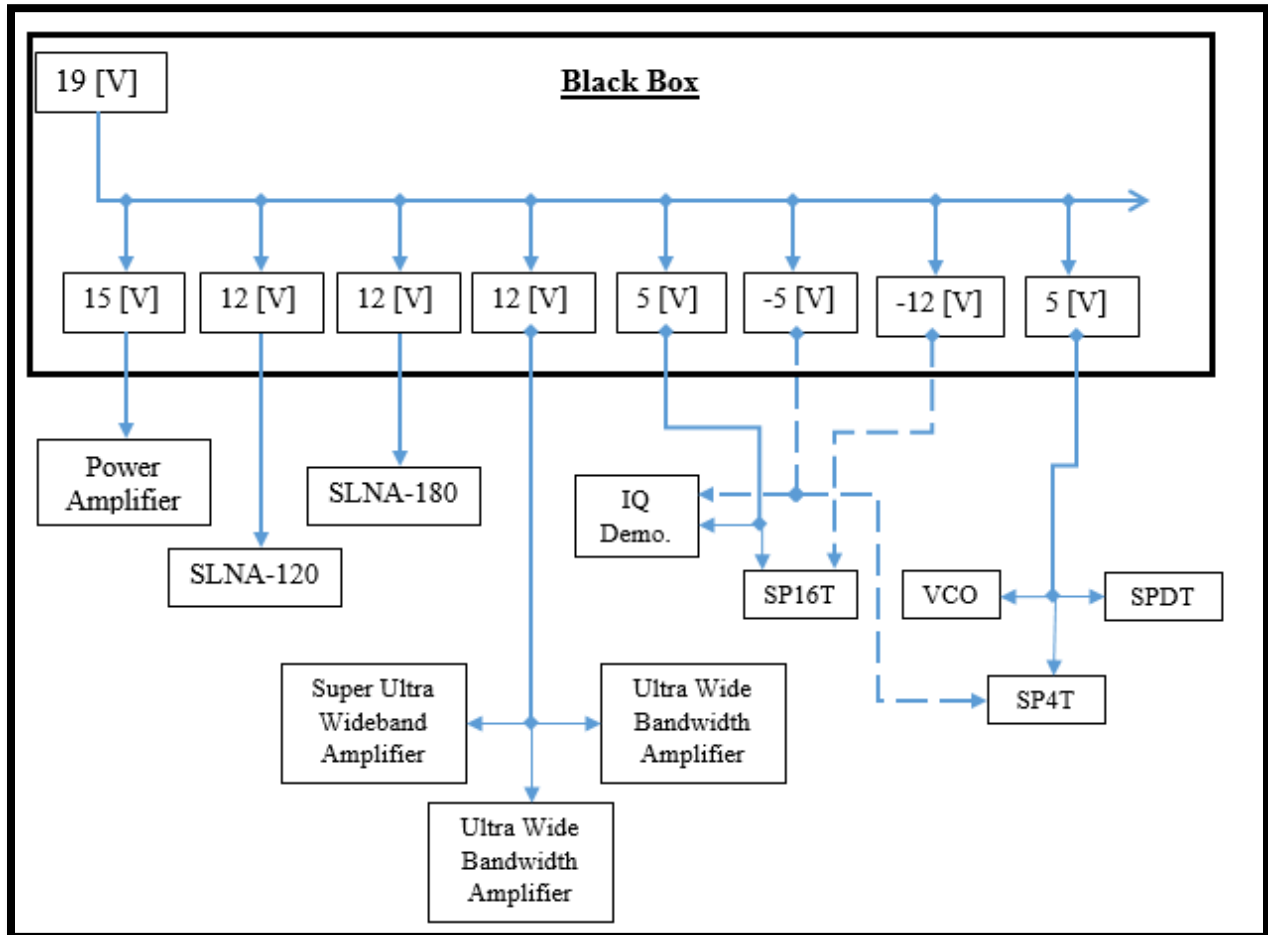 19 [V]
Black Box
15 [V]
12 [V]
12 [V]
12 [V]
5 [V]
-5 [V]
-12 [V]
5 [V]
Power
Amplifier
SLNA-180
SLNA-120
IQ
Demo.
SP16T
VCO
SPDT
SP4T
Super Ultra
Wideband
Amplifier
Ultra Wide
Bandwidth
Amplifier
Ultra Wide
Bandwidth
Amplifier